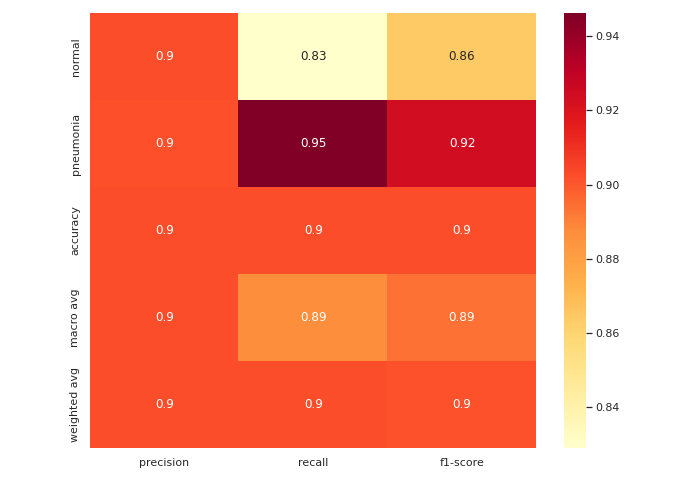 normal 0.9 0.83 0.86
pneumonia 0.9 0.95 0.92
accuracy 0.9 0.9 0.9
macro avg 0.9 0.89 0.89
weighted avg 0.9 0.9 0.9
precision recall f1-score
0.94
0.92
0.90
0.88
0.86
0.84